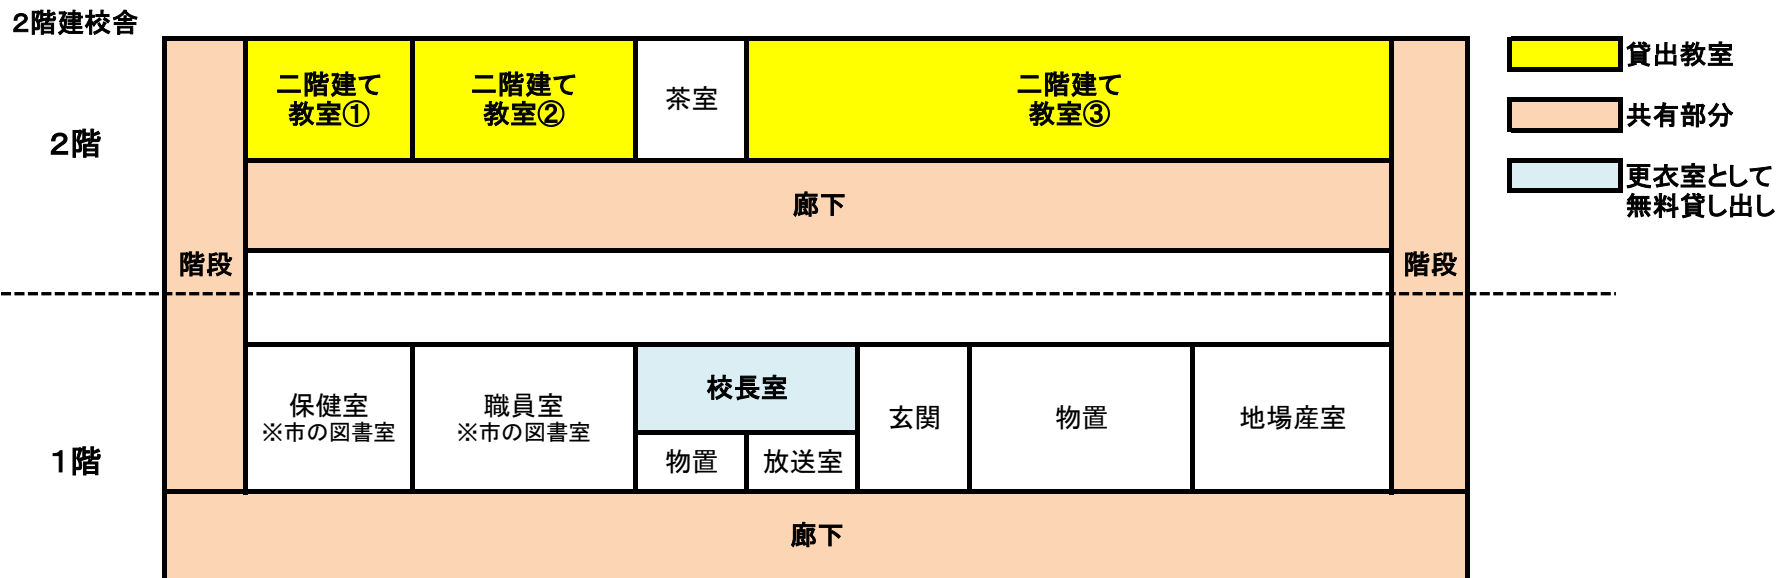 ２階建校舎
二階建て
教室①
二階建て
教室②
茶室
二階建て
教室③
貸出教室
共有部分
更衣室として
無料貸し出し
２階
廊下
階段
階段
保健室
※市の図書室
職員室
※市の図書室
校長室
物置
放送室
玄関
物置
地場産室
１階
廊下